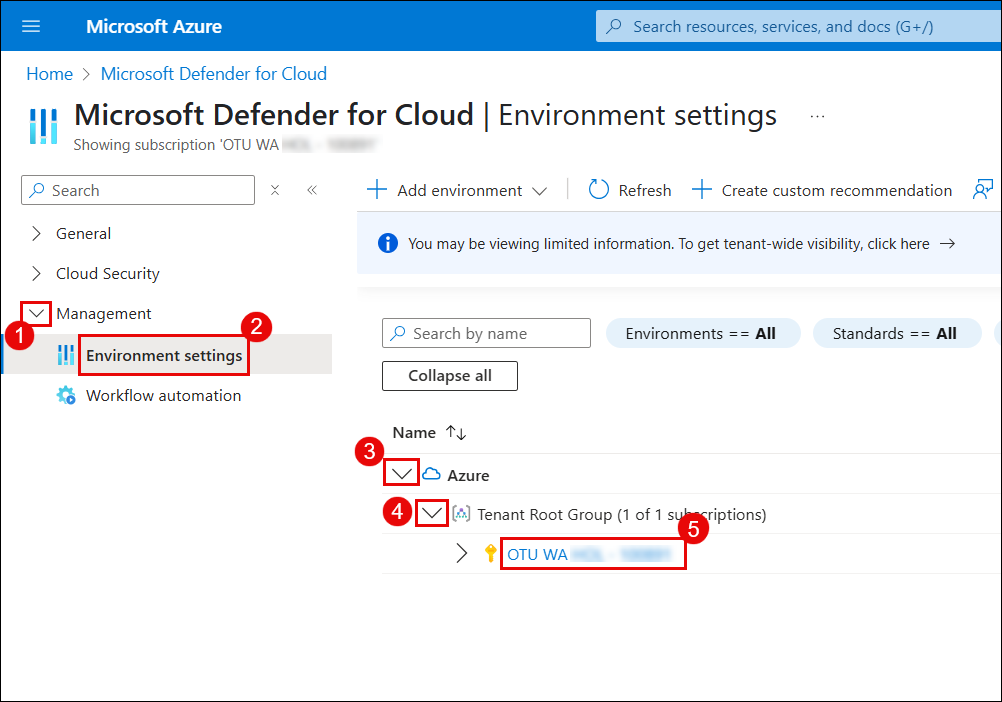 Microsoft Azure
Search resources, services, and docs (G+/)
Home > Microsoft Defender for Cloud
Microsoft Defender for Cloud | Environment settings ...
Showing subscription 'OTU WA
Search
Add environment
Refresh
Create custom recommendation
General
You may be viewing limited information. To get tenant-wide visibility, click here →
Cloud Security
1
Management
2
Environment settings
Search by name
Environments == All
Standards == All
Collapse all
Workflow automation
Name ↑↓
3
Azure
4
Tenant Root Group (1 of 1 subscriptions)
5
OTU WA